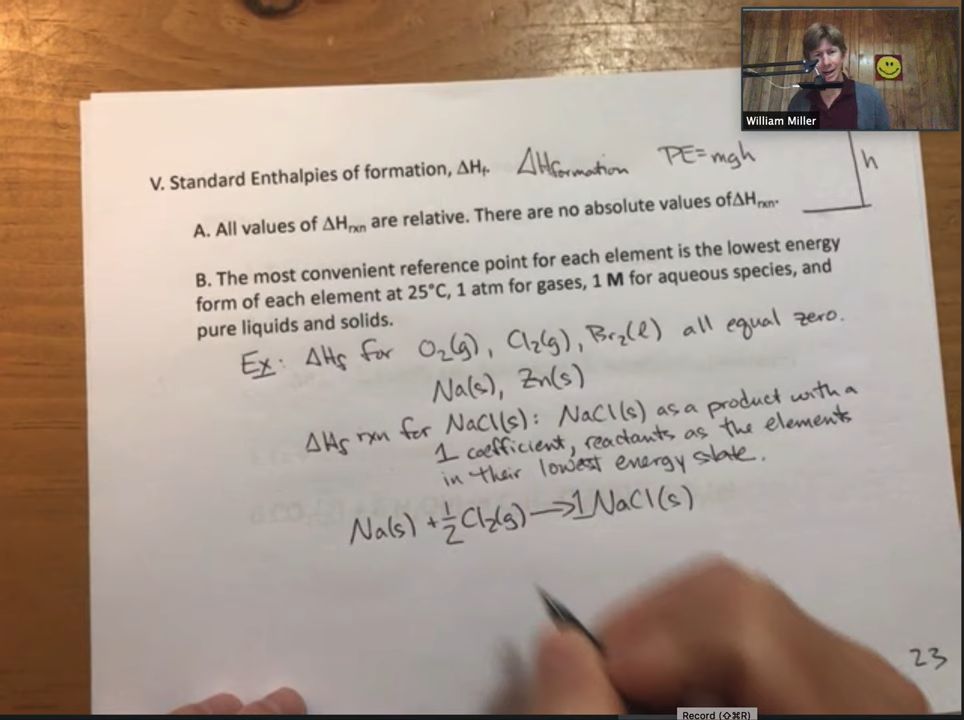 William Miller
V. Standard Enthalpies of formation, ΔHf. ΔHformation PE=mgh h
A. All values of ΔHrxn are relative. There are no absolute values ofΔHrxn.
B. The most convenient reference point for each element is the lowest energy
form of each element at 25°C, 1 atm for gases, 1 M for aqueous species, and
pure liquids and solids.
Ex: ΔHf for O₂(g), Cl₂(g), Br₂(l) all equal zero.
Na(s), Zn(s)
ΔHf rxn for NaCl(s): NaCl(s) as a product with a
1 coefficient, reactants as the elements
in their lowest energy state.
Na(s) + ½Cl₂(g) → 1 NaCl(s)
23
Record (⇧⌘R)